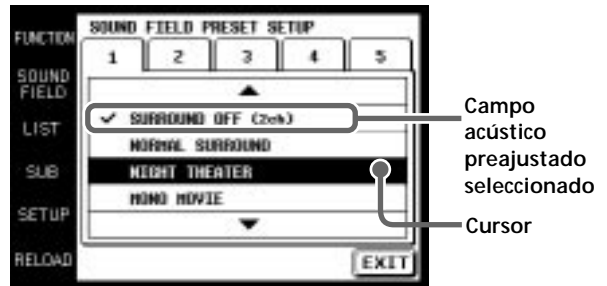 SOUND FIELD PRESET SETUP
FUNCTION
SOUND FIELD
LIST
SUB
SETUP
RELOAD
1 2 3 4 5
SURROUND OFF (2ch)
NORMAL SURROUND
NIGHT THEATER
MONO MOVIE
EXIT
Campo
acústico
preajustado
seleccionado
Cursor